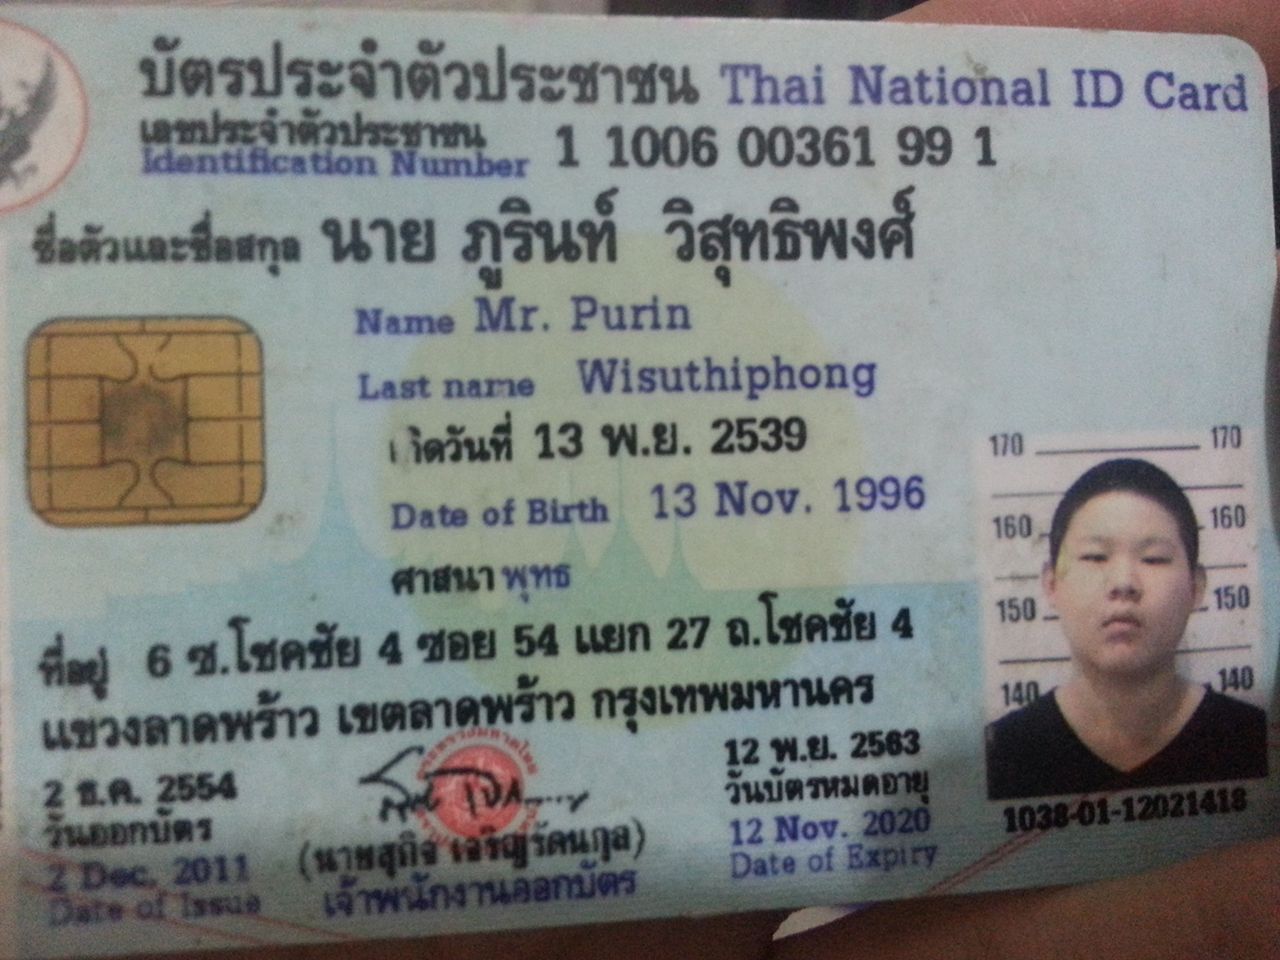 บัตรประจำตัวประชาชน Thai National ID Card
เลขประจำตัวประชาชน
Identification Number 1 1006 00361 99 1
ชื่อตัวและชื่อสกุล นาย ภูรินท์ วิสุทธิพงศ์
Name Mr. Purin
Last name Wisuthiphong
เกิดวันที่ 13 พ.ย. 2539
Date of Birth 13 Nov. 1996
ศาสนา พุทธ
ที่อยู่ 6 ซ.โชคชัย 4 ซอย 54 แยก 27 ถ.โชคชัย 4
แขวงลาดพร้าว เขตลาดพร้าว กรุงเทพมหานคร
2 ธ.ค. 2554
วันออกบัตร
2 Dec. 2011
Date of Issue
(นายสุกิจ เจริญรัตนกุล)
เจ้าพนักงานออกบัตร
12 พ.ย. 2563
วันบัตรหมดอายุ
12 Nov. 2020
Date of Expiry
170 170
160 160
150 150
140 140
1038-01-12021418